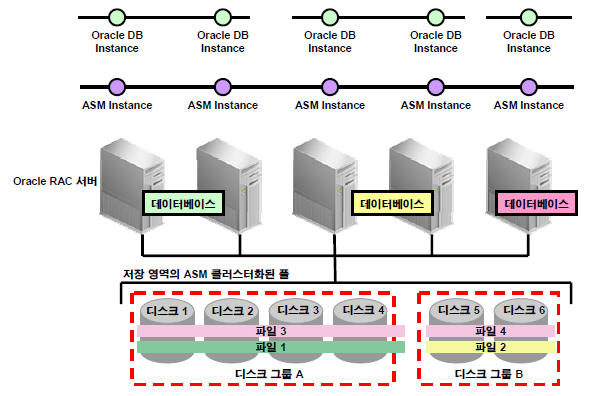 Oracle DB Oracle DB Oracle DB Oracle DB Oracle DB
Instance Instance Instance Instance Instance
ASM Instance ASM Instance ASM Instance ASM Instance ASM Instance
Oracle RAC 서버
데이터베이스 데이터베이스 데이터베이스
저장 영역의 ASM 클러스터화된 풀
디스크 1 디스크 2 디스크 3 디스크 4 디스크 5 디스크 6
파일 3 파일 4
파일 1 파일 2
디스크 그룹 A 디스크 그룹 B